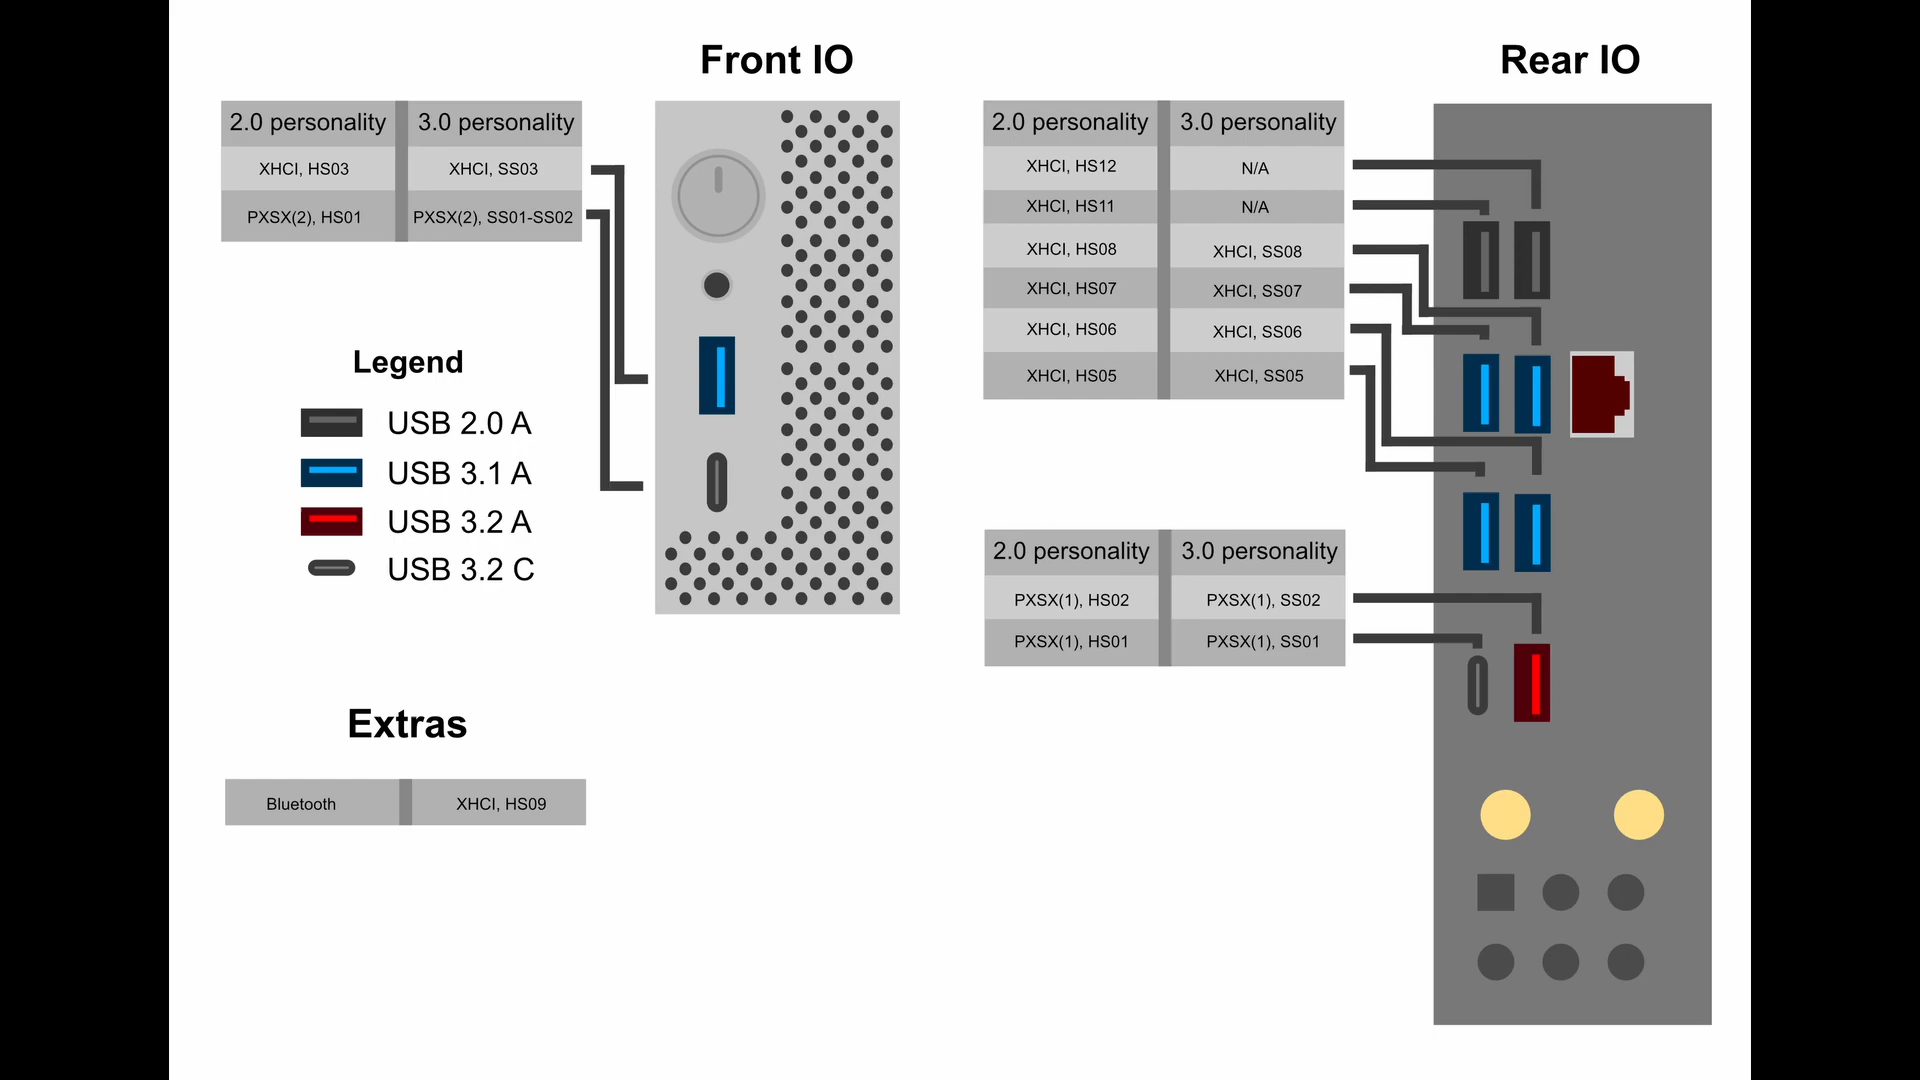 Front IO
2.0 personality 3.0 personality
XHCI, HS03 XHCI, SS03
PXSX(2), HS01 PXSX(2), SS01-SS02
Legend
USB 2.0 A
USB 3.1 A
USB 3.2 A
USB 3.2 C
Extras
Bluetooth XHCI, HS09
Rear IO
2.0 personality 3.0 personality
XHCI, HS12 N/A
XHCI, HS11 N/A
XHCI, HS08 XHCI, SS08
XHCI, HS07 XHCI, SS07
XHCI, HS06 XHCI, SS06
XHCI, HS05 XHCI, SS05
2.0 personality 3.0 personality
PXSX(1), HS02 PXSX(1), SS02
PXSX(1), HS01 PXSX(1), SS01